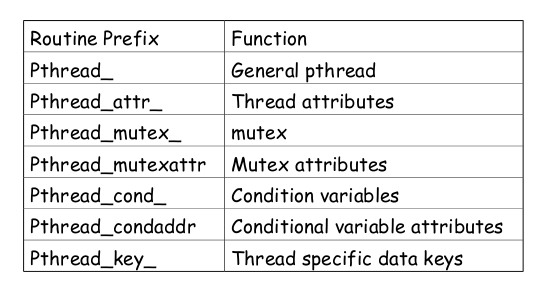 Routine Prefix Function
Pthread_ General pthread
Pthread_attr_ Thread attributes
Pthread_mutex_ mutex
Pthread_mutexattr Mutex attributes
Pthread_cond_ Condition variables
Pthread_condaddr Conditional variable attributes
Pthread_key_ Thread specific data keys